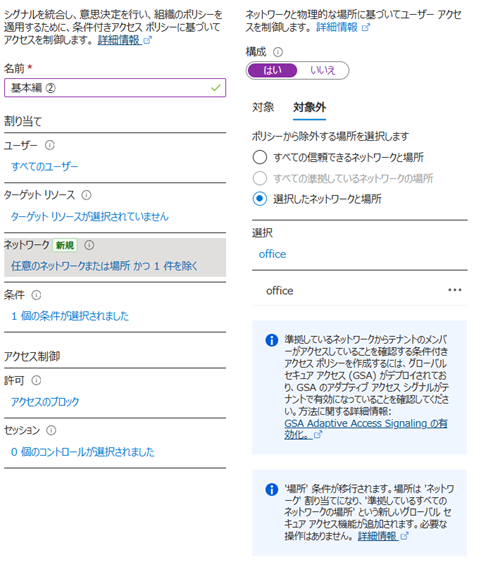 シグナルを統合し、意思決定を行い、組織のポリシーを
適用するために、条件付きアクセス ポリシーに基づいて
アクセスを制御します。 詳細情報
名前 *
基本編 ②
割り当て
ユーザー
すべてのユーザー
ターゲット リソース
ターゲット リソースが選択されていません
ネットワーク 新規
任意のネットワークまたは場所 かつ 1 件を除く
条件
1 個の条件が選択されました
アクセス制御
許可
アクセスのブロック
セッション
0 個のコントロールが選択されました
ネットワークと物理的な場所に基づいてユーザー アクセ
スを制御します。 詳細情報
構成
はい いいえ
対象 対象外
ポリシーから除外する場所を選択します
すべての信頼できるネットワークと場所
すべての準拠しているネットワークの場所
選択したネットワークと場所
選択
office
office
準拠しているネットワークからテナントのメンバ
ーがアクセスしていることを確認する条件付き
アクセス ポリシーを作成するには、グローバル
セキュア アクセス (GSA) がデプロイされてお
り、GSA のアダプティブ アクセス シグナルがテ
ナントで有効になっていることを確認してくださ
い。方法に関する詳細情報:
GSA Adaptive Access Signaling の有
効化。
'場所' 条件が移行されます。場所は 'ネットワ
ーク' 割り当てになり、'準拠しているすべての
ネットワークの場所' という新しいグローバル セ
キュア アクセス機能が追加されます。必要な
操作はありません。 詳細情報